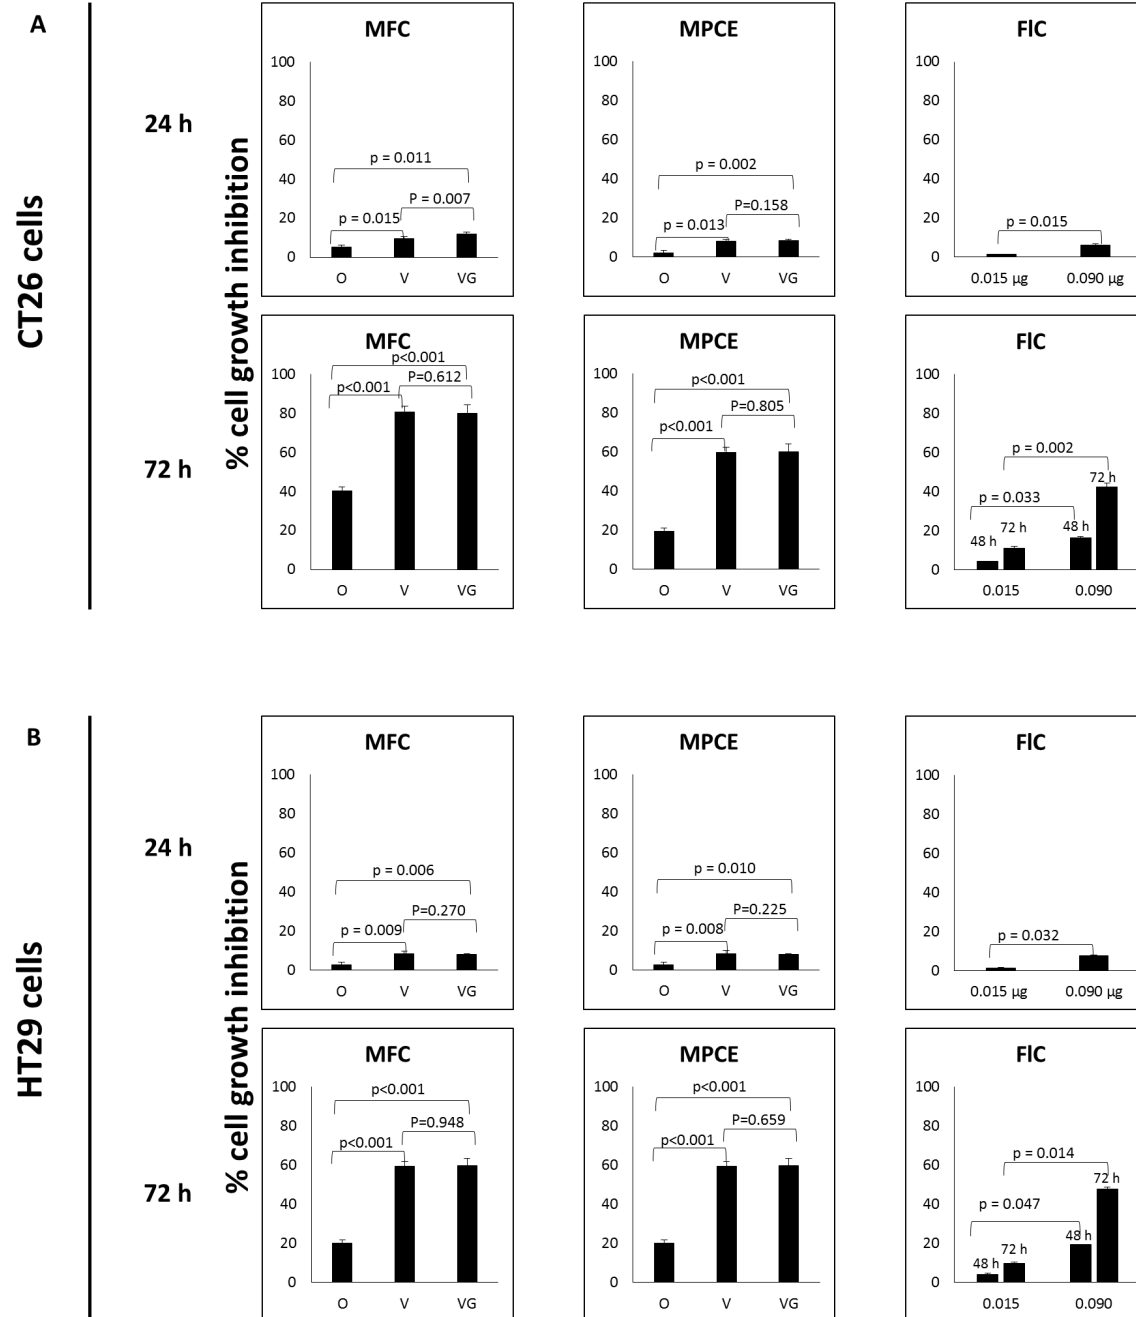 A
CT26 cells
24 h
72 h
% cell growth inhibition
MFC
100
80
60
40
20
0
p = 0.011
P = 0.007
p = 0.015
O V VG
MPCE
100
80
60
40
20
0
p = 0.002
P=0.158
p = 0.013
O V VG
FlC
100
80
60
40
20
0
p = 0.015
0.015 µg 0.090 µg
MFC
p<0.001
P=0.612
p<0.001
100
80
60
40
20
0
O V VG
MPCE
100
80
60
40
20
0
p<0.001
P=0.805
p<0.001
O V VG
FlC
100
80
60
40
20
0
p = 0.002
72 h
p = 0.033
48 h 72 h 48 h
0.015 0.090
B
HT29 cells
24 h
72 h
% cell growth inhibition
MFC
100
80
60
40
20
0
p = 0.006
P=0.270
p = 0.009
O V VG
MPCE
100
80
60
40
20
0
p = 0.010
P=0.225
p = 0.008
O V VG
FlC
100
80
60
40
20
0
p = 0.032
0.015 µg 0.090 µg
MFC
100
80
60
40
20
0
p<0.001
P=0.948
p<0.001
O V VG
MPCE
100
80
60
40
20
0
p<0.001
P=0.659
p<0.001
O V VG
FlC
100
80
60
40
20
0
p = 0.014
72 h
p = 0.047
48 h 72 h 48 h
0.015 0.090